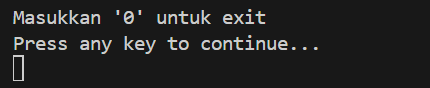 Masukkan '0' untuk exit
Press any key to continue...